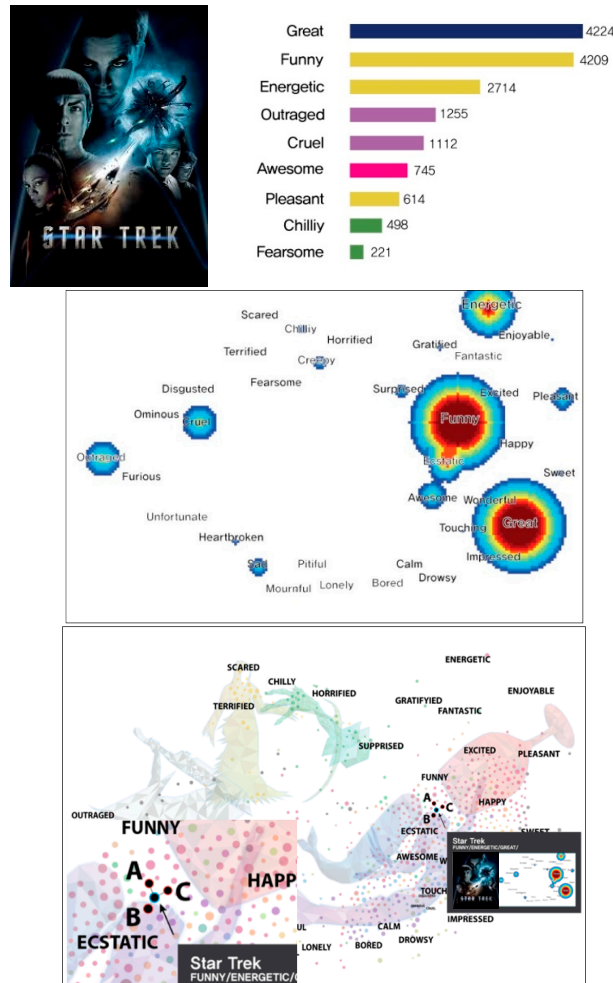 STAR TREK
Great 4224
Funny 4209
Energetic 2714
Outraged 1255
Cruel 1112
Awesome 745
Pleasant 614
Chilliy 498
Fearsome 221
Energetic
Scared
Chilliy
Enjoyable
Horrified
Gratified
Terrified
Fantastic
Creepy
Fearsome
Disgusted
Surprised
Excited
Pleasant
Ominous
Cruel
Funny
Happy
Outraged
Ecstatic
Furious
Sweet
Awesome
Wonderful
Unfortunate
Great
Touching
Heartbroken
Impressed
Sad
Pitiful
Calm
Drowsy
Mournful
Lonely
Bored
ENERGETIC
SCARED
CHILLY
HORRIFIED
ENJOYABLE
GRATIFYIED
TERRIFIED
FANTASTIC
SUPPRISED
EXCITED
PLEASANT
FUNNY
A
C
HAPPY
B
OUTRAGED
ECSTATIC
SWEET
Star Trek
FUNNY/ENERGETIC/GREAT/
AWESOME
W
TOUCH
IMPRESSED
CALM
DROWSY
UL
LONELY
BORED
FUNNY
A
C
HAPP
B
ECSTATIC
Star Trek
FUNNY/ENERGETIC/